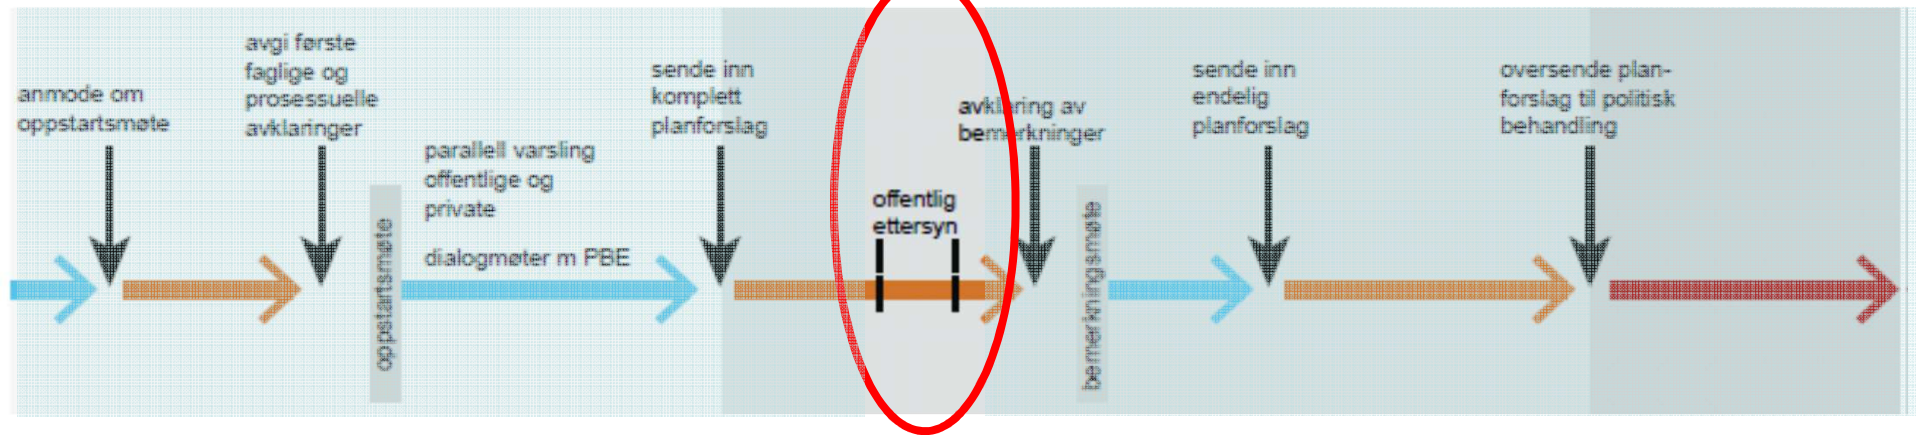 anmode om
oppstartsmøte
avgi første
faglige og
prosessuelle
avklaringer
oppstartsmøte
parallell varsling
offentlige og
private
dialogmøter m PBE
sende inn
komplett
planforslag
offentlig
ettersyn
avklaring av
bemerkninger
bemerkningsmøte
sende inn
endelig
planforslag
oversende plan-
forslag til politisk
behandling